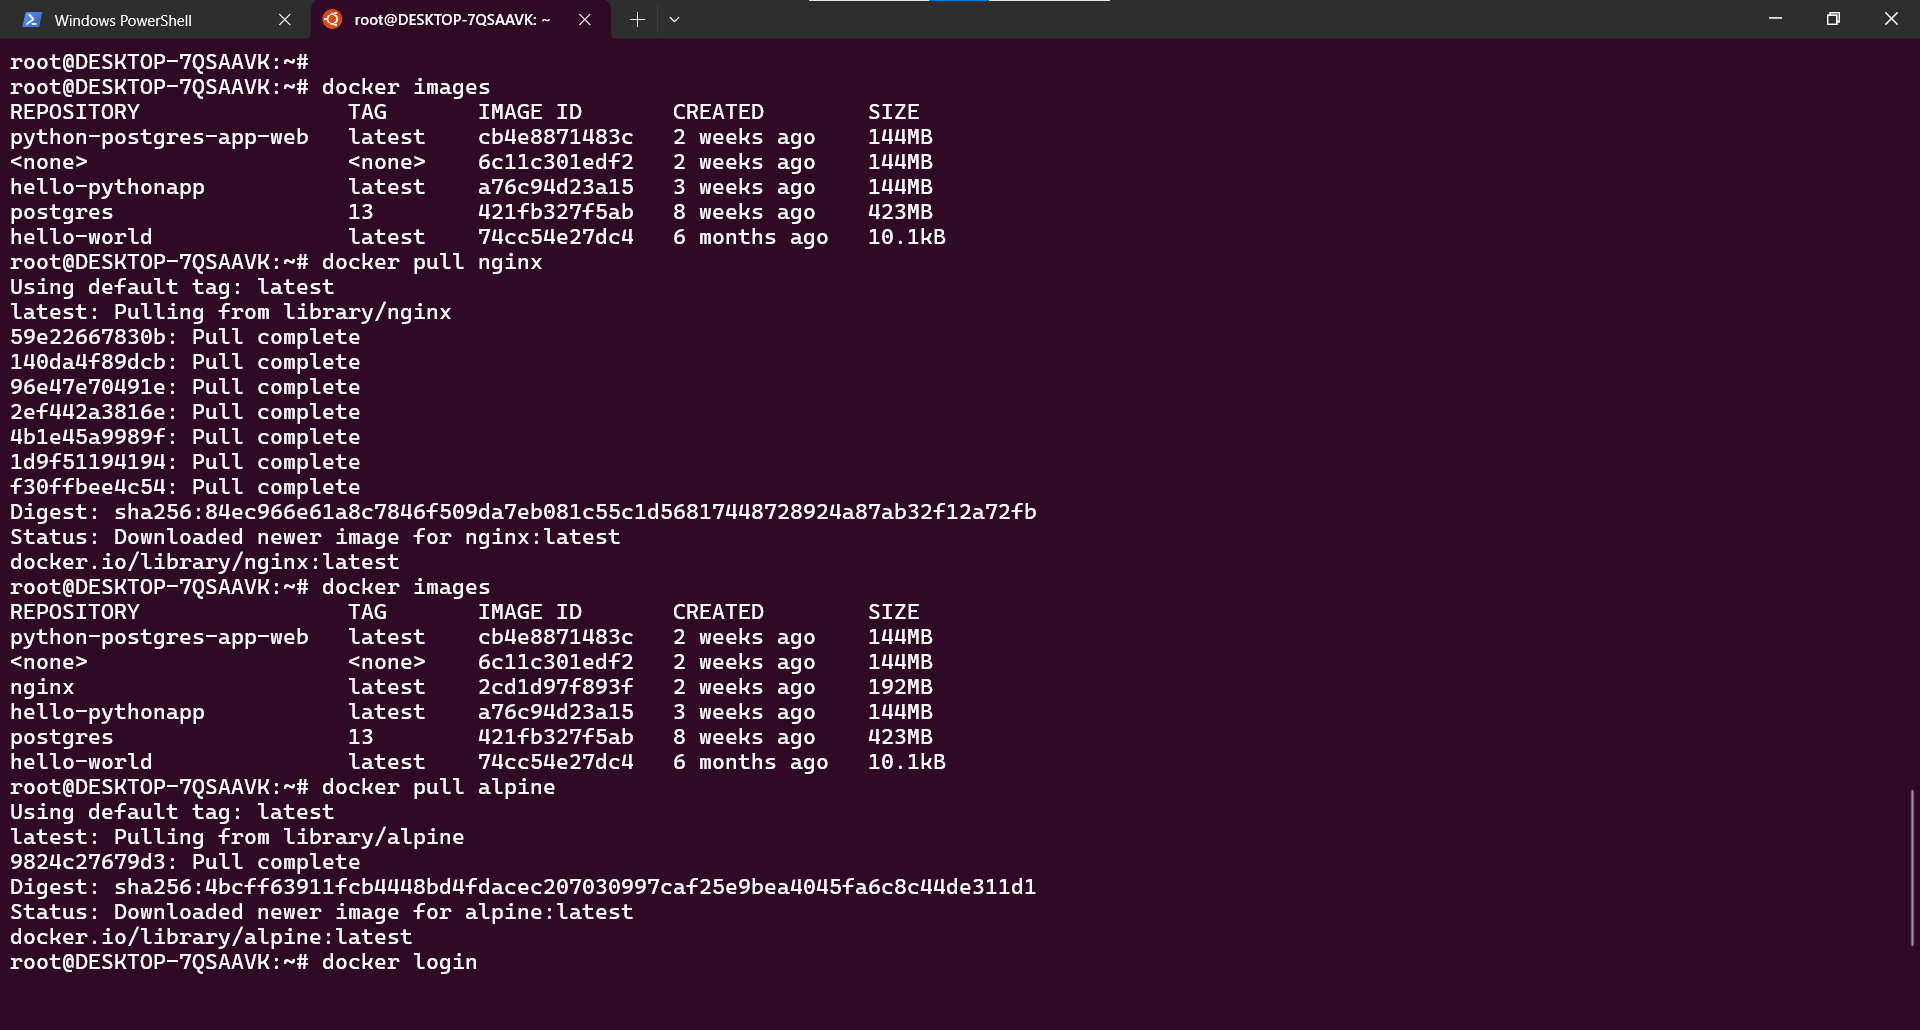 Windows PowerShell
root@DESKTOP-7QSAAVK: ~
root@DESKTOP-7QSAAVK:~#
root@DESKTOP-7QSAAVK:~# docker images
REPOSITORY                TAG       IMAGE ID       CREATED        SIZE
python-postgres-app-web   latest    cb4e8871483c   2 weeks ago    144MB
<none>                    <none>    6c11c301edf2   2 weeks ago    144MB
hello-pythonapp           latest    a76c94d23a15   3 weeks ago    144MB
postgres                  13        421fb327f5ab   8 weeks ago    423MB
hello-world               latest    74cc54e27dc4   6 months ago   10.1kB
root@DESKTOP-7QSAAVK:~# docker pull nginx
Using default tag: latest
latest: Pulling from library/nginx
59e22667830b: Pull complete
140da4f89dcb: Pull complete
96e47e70491e: Pull complete
2ef442a3816e: Pull complete
4b1e45a9989f: Pull complete
1d9f51194194: Pull complete
f30ffbee4c54: Pull complete
Digest: sha256:84ec966e61a8c7846f509da7eb081c55c1d56817448728924a87ab32f12a72fb
Status: Downloaded newer image for nginx:latest
docker.io/library/nginx:latest
root@DESKTOP-7QSAAVK:~# docker images
REPOSITORY                TAG       IMAGE ID       CREATED        SIZE
python-postgres-app-web   latest    cb4e8871483c   2 weeks ago    144MB
<none>                    <none>    6c11c301edf2   2 weeks ago    144MB
nginx                     latest    2cd1d97f893f   2 weeks ago    192MB
hello-pythonapp           latest    a76c94d23a15   3 weeks ago    144MB
postgres                  13        421fb327f5ab   8 weeks ago    423MB
hello-world               latest    74cc54e27dc4   6 months ago   10.1kB
root@DESKTOP-7QSAAVK:~# docker pull alpine
Using default tag: latest
latest: Pulling from library/alpine
9824c27679d3: Pull complete
Digest: sha256:4bcff63911fcb4448bd4fdacec207030997caf25e9bea4045fa6c8c44de311d1
Status: Downloaded newer image for alpine:latest
docker.io/library/alpine:latest
root@DESKTOP-7QSAAVK:~# docker login